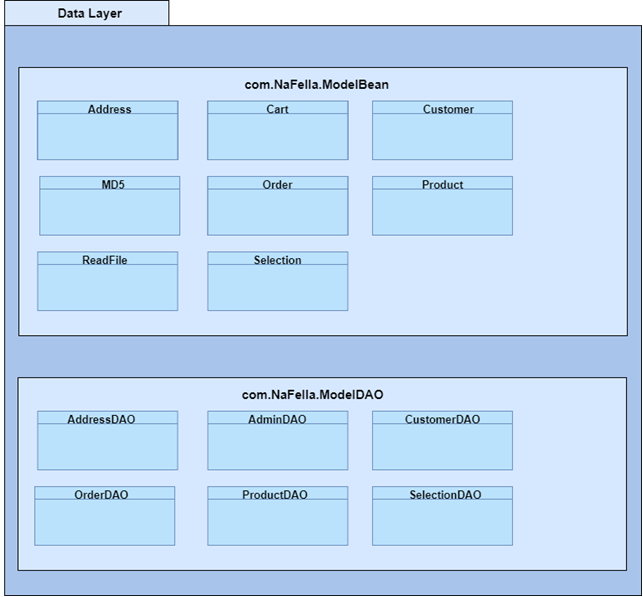 Data Layer
com.NaFella.ModelBean
Address Cart Customer
MD5 Order Product
ReadFile Selection
com.NaFella.ModelDAO
AddressDAO AdminDAO CustomerDAO
OrderDAO ProductDAO SelectionDAO